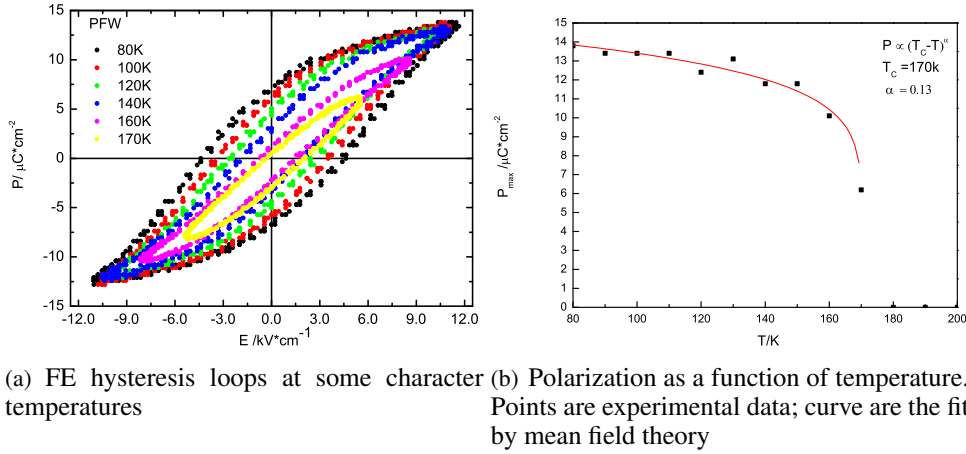 PFW
80K
100K
120K
140K
160K
170K
P/ μC*cm-2
15
10
5
0
-5
-10
-15
-12.0 -9.0 -6.0 -3.0 0.0 3.0 6.0 9.0 12.0
E /kV*cm-1
P ∝ (TC-T)α
TC =170k
α = 0.13
Pmax /μC*cm-2
15
14
13
12
11
10
9
8
7
6
5
4
3
2
1
0
80 100 120 140 160 180 200
T/K
(a) FE hysteresis loops at some character
temperatures
(b) Polarization as a function of temperature.
Points are experimental data; curve are the fit
by mean field theory